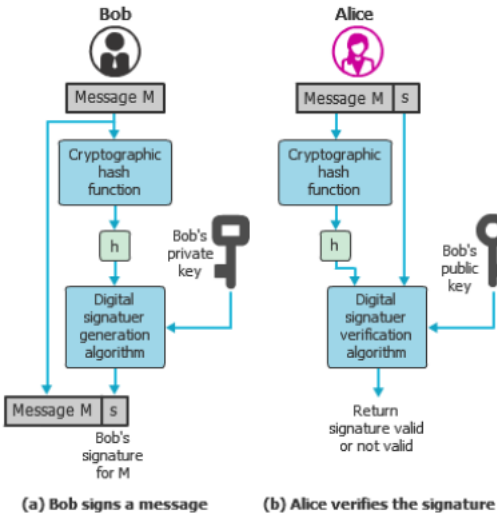 Bob
Message M
Cryptographic
hash
function
h
Bob's
private
key
Digital
signatuer
generation
algorithm
Message M s
Bob's
signature
for M
(a) Bob signs a message
Alice
Message M s
Cryptographic
hash
function
h
Bob's
public
key
Digital
signatuer
verification
algorithm
Return
signature valid
or not valid
(b) Alice verifies the signature